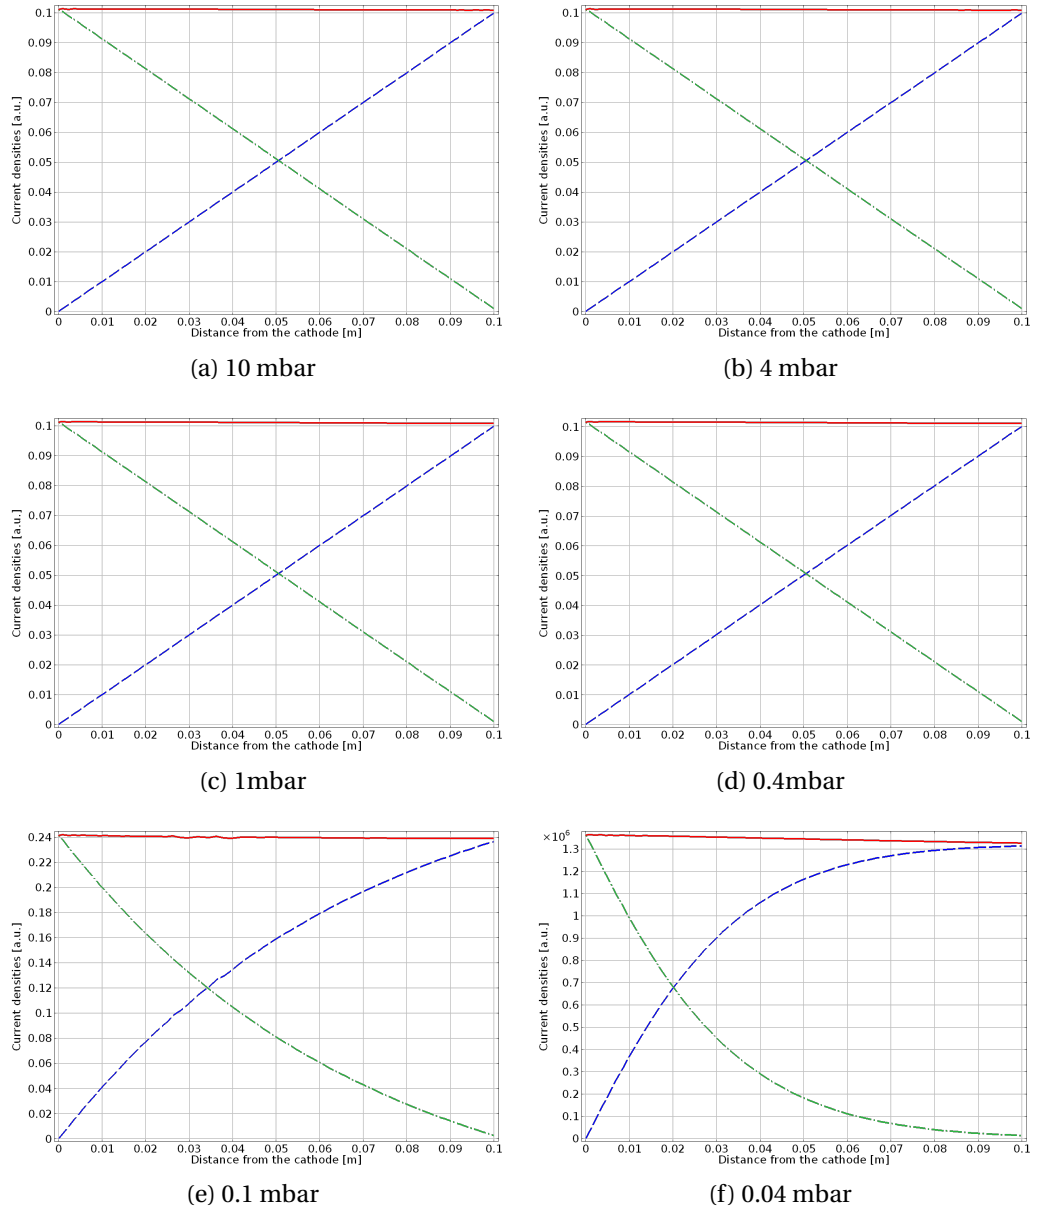 0.1 0.09 0.08 0.07 0.06 0.05 0.04 0.03 0.02 0.01 0
Current densities [a.u.]
0 0.01 0.02 0.03 0.04 0.05 0.06 0.07 0.08 0.09 0.1
Distance from the cathode [m]
(a) 10 mbar
0.1 0.09 0.08 0.07 0.06 0.05 0.04 0.03 0.02 0.01 0
Current densities [a.u.]
0 0.01 0.02 0.03 0.04 0.05 0.06 0.07 0.08 0.09 0.1
Distance from the cathode [m]
(b) 4 mbar
0.1 0.09 0.08 0.07 0.06 0.05 0.04 0.03 0.02 0.01 0
Current densities [a.u.]
0 0.01 0.02 0.03 0.04 0.05 0.06 0.07 0.08 0.09 0.1
Distance from the cathode [m]
(c) 1mbar
0.1 0.09 0.08 0.07 0.06 0.05 0.04 0.03 0.02 0.01 0
Current densities [a.u.]
0 0.01 0.02 0.03 0.04 0.05 0.06 0.07 0.08 0.09 0.1
Distance from the cathode [m]
(d) 0.4mbar
0.24 0.22 0.2 0.18 0.16 0.14 0.12 0.1 0.08 0.06 0.04 0.02 0
Current densities [a.u.]
0 0.01 0.02 0.03 0.04 0.05 0.06 0.07 0.08 0.09 0.1
Distance from the cathode [m]
(e) 0.1 mbar
×10⁶
1.3 1.2 1.1 1 0.9 0.8 0.7 0.6 0.5 0.4 0.3 0.2 0.1 0
Current densities [a.u.]
0 0.01 0.02 0.03 0.04 0.05 0.06 0.07 0.08 0.09 0.1
Distance from the cathode [m]
(f) 0.04 mbar